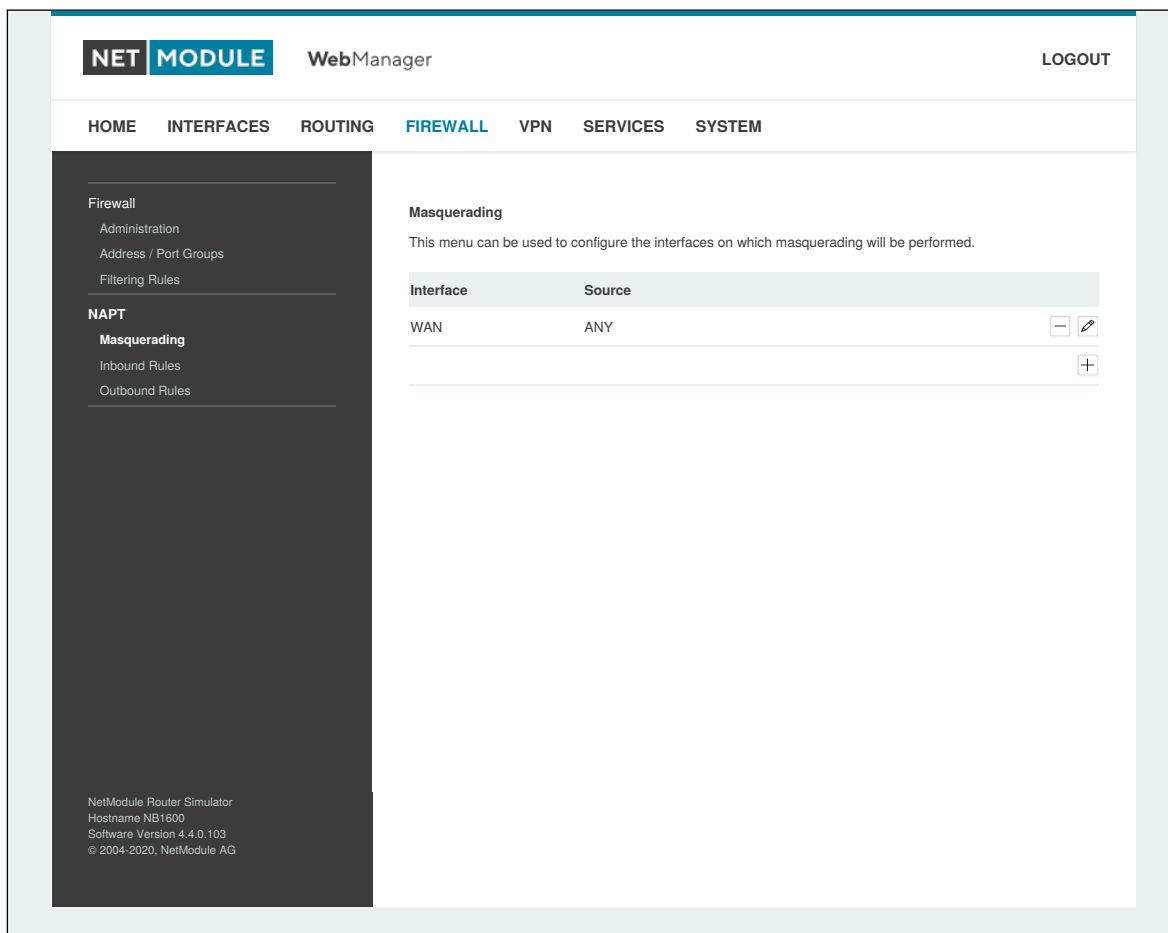 NET MODULE WebManager LOGOUT
HOME INTERFACES ROUTING FIREWALL VPN SERVICES SYSTEM
Firewall
Administration
Address / Port Groups
Filtering Rules
NAPT
Masquerading
Inbound Rules
Outbound Rules
Masquerading
This menu can be used to configure the interfaces on which masquerading will be performed.
Interface Source
WAN ANY
NetModule Router Simulator
Hostname NB1600
Software Version 4.4.0.103
© 2004-2020, NetModule AG